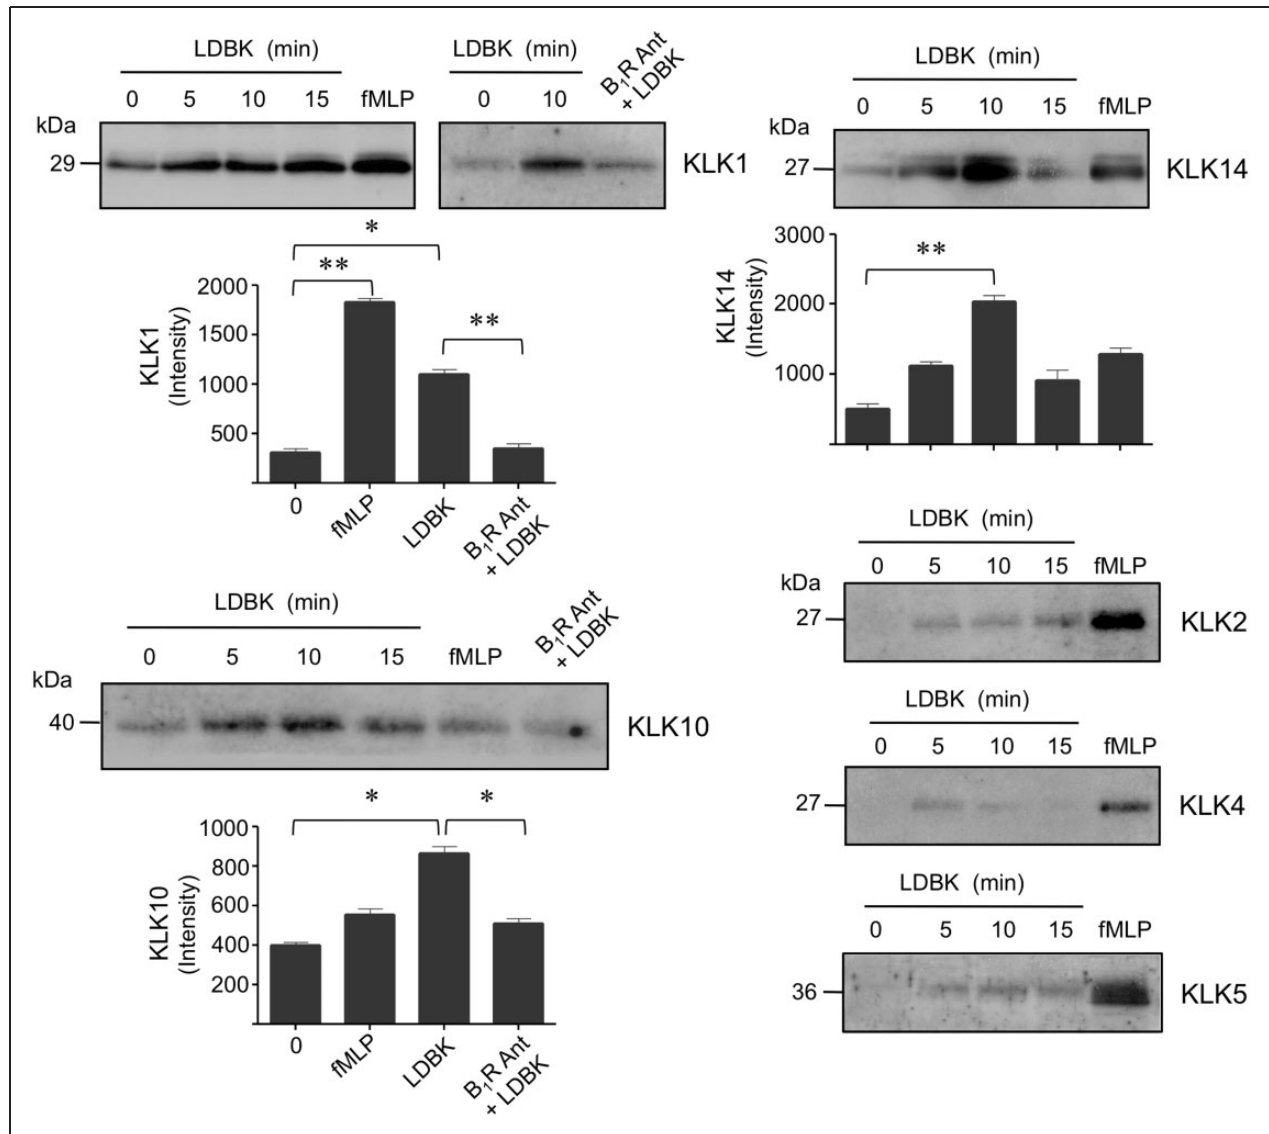 LDBK (min)
0 5 10 15 fMLP
kDa
29
LDBK (min)
0 10 B₁R Ant + LDBK
KLK1
* 
** 
**
2000
1500
1000
500
KLK1
(Intensity)
0 fMLP LDBK B₁R Ant + LDBK
LDBK (min)
0 5 10 15 fMLP B₁R Ant + LDBK
kDa
40
KLK10
* *
1000
800
600
400
200
KLK10
(Intensity)
0 fMLP LDBK B₁R Ant + LDBK
LDBK (min)
0 5 10 15 fMLP
kDa
27
KLK14
**
3000
2000
1000
KLK14
(Intensity)
LDBK (min)
0 5 10 15 fMLP
kDa
27
KLK2
LDBK (min)
0 5 10 15 fMLP
27
KLK4
LDBK (min)
0 5 10 15 fMLP
36
KLK5